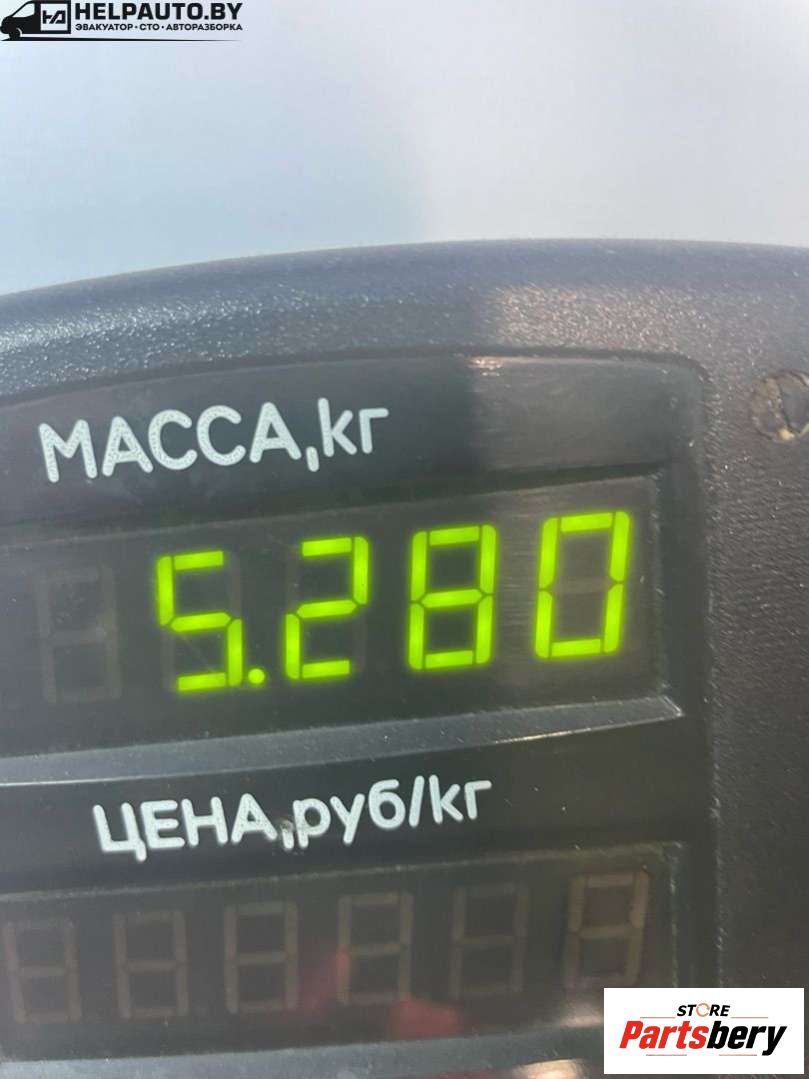 HELPAUTO.BY
ЭВАКУАТОР • СТО • АВТОРАЗБОРКА
МАССА,кг
5.280
ЦЕНА,руб/кг
STORE
Partsbery